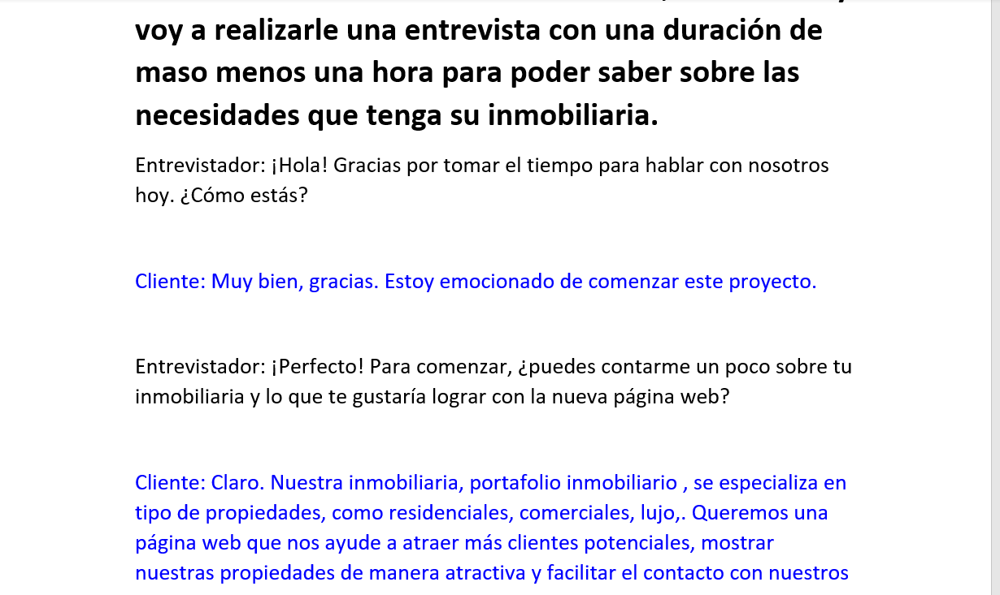 voy a realizarle una entrevista con una duración de
maso menos una hora para poder saber sobre las
necesidades que tenga su inmobiliaria.
Entrevistador: ¡Hola! Gracias por tomar el tiempo para hablar con nosotros
hoy. ¿Cómo estás?
Cliente: Muy bien, gracias. Estoy emocionado de comenzar este proyecto.
Entrevistador: ¡Perfecto! Para comenzar, ¿puedes contarme un poco sobre tu
inmobiliaria y lo que te gustaría lograr con la nueva página web?
Cliente: Claro. Nuestra inmobiliaria, portafolio inmobiliario , se especializa en
tipo de propiedades, como residenciales, comerciales, lujo,. Queremos una
página web que nos ayude a atraer más clientes potenciales, mostrar
nuestras propiedades de manera atractiva y facilitar el contacto con nuestros